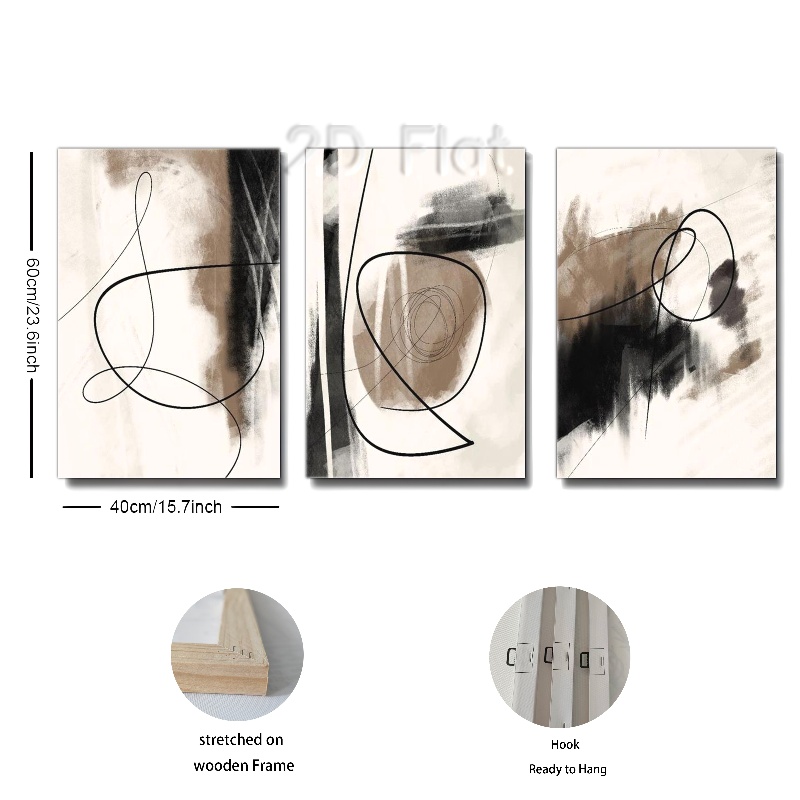 2D Flat.
60cm/23.6inch
40cm/15.7inch
stretched on
wooden Frame
Hook
Ready to Hang